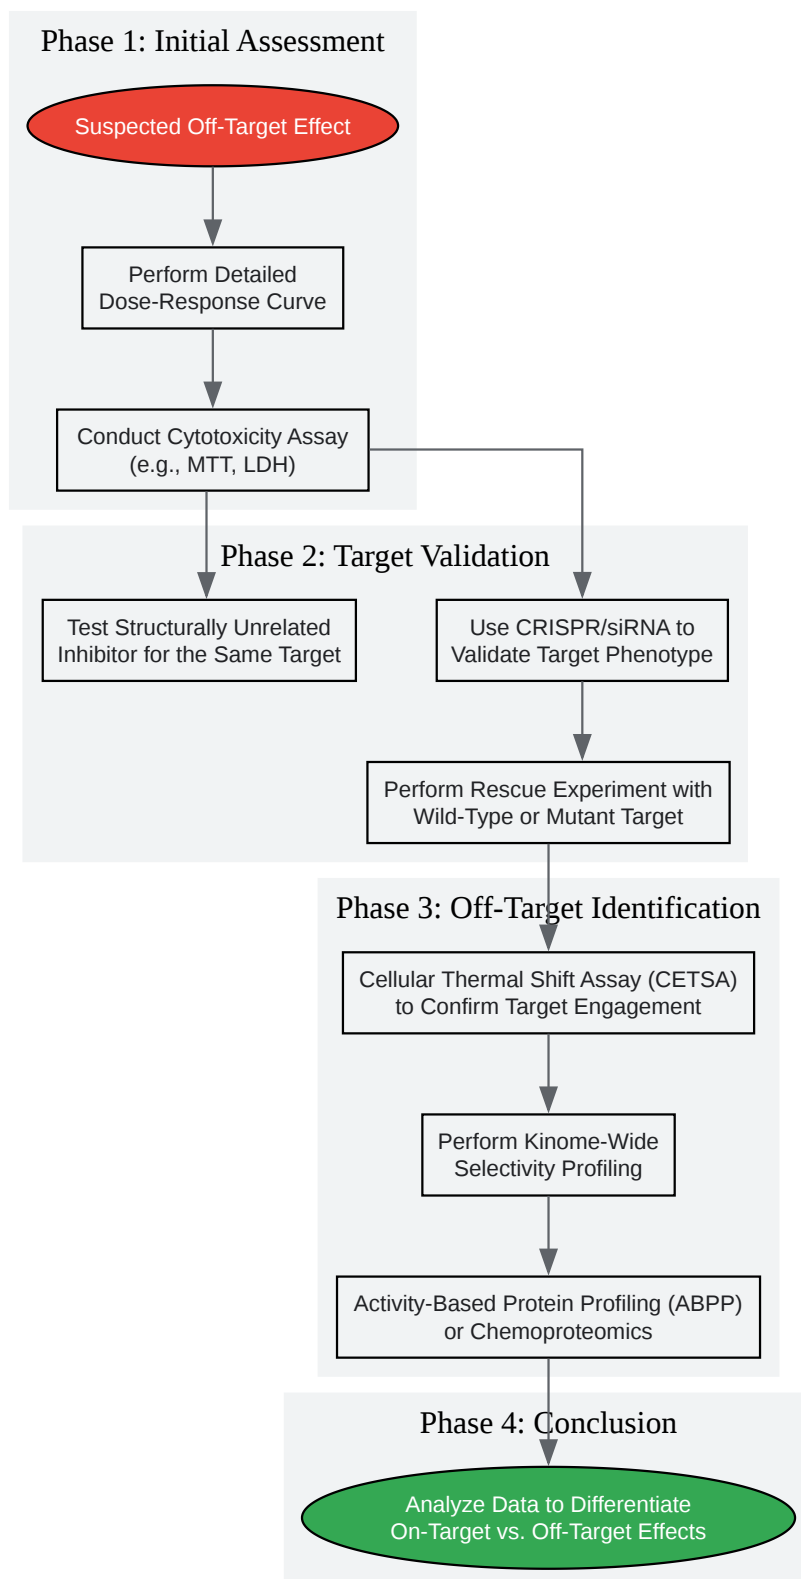 Phase 1: Initial Assessment
Suspected Off-Target Effect
Perform Detailed
Dose-Response Curve
Conduct Cytotoxicity Assay
(e.g., MTT, LDH)
Phase 2: Target Validation
Test Structurally Unrelated
Inhibitor for the Same Target
Use CRISPR/siRNA to
Validate Target Phenotype
Perform Rescue Experiment with
Wild-Type or Mutant Target
Phase 3: Off-Target Identification
Cellular Thermal Shift Assay (CETSA)
to Confirm Target Engagement
Perform Kinome-Wide
Selectivity Profiling
Activity-Based Protein Profiling (ABPP)
or Chemoproteomics
Phase 4: Conclusion
Analyze Data to Differentiate
On-Target vs. Off-Target Effects